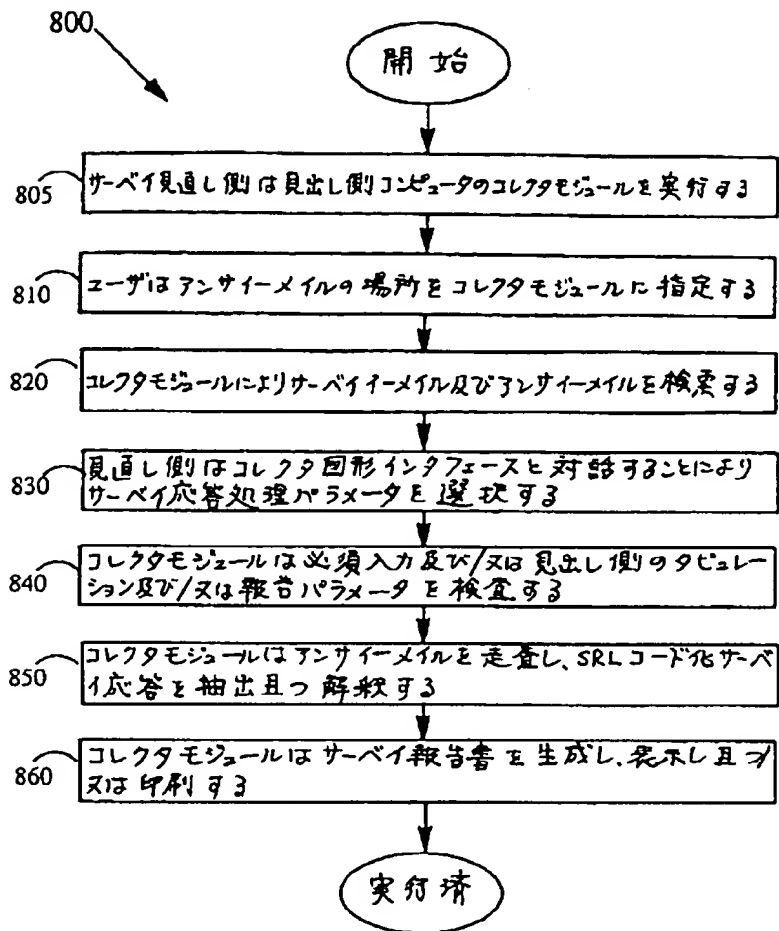 800
開始
805
サーベイ見直し側は見出し側コンピュータのコレクタモジュールを実行する
810
ユーザはアンサイーメイルの場所をコレクタモジュールに指定する
820
コレクタモジュールによりサーベイイーメイル及びアンサイーメイルを検索する
830
見直し側はコレクタ図形インタフェースと対話することにより
サーベイ応答処理パラメータを選択する
840
コレクタモジュールは必須入力及び/又は見出し側のタビュレー
ション及び/又は報告パラメータを検査する
850
コレクタモジュールはアンサイーメイルを走査し、SRLコード化サーベ
イ応答を抽出且つ解釈する
860
コレクタモジュールはサーベイ報告書を生成し、表示し且つ/
又は印刷する
実行済